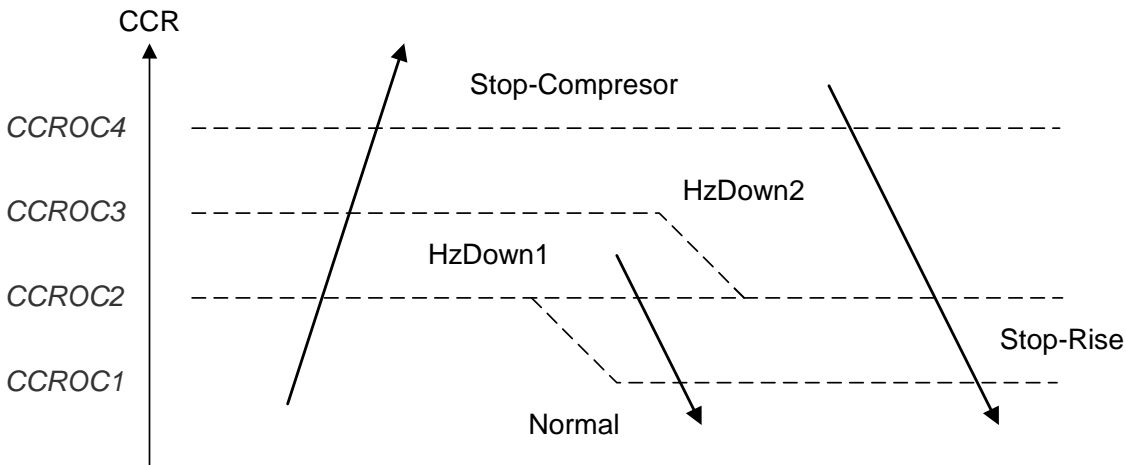 CCR
Stop-Compresor
CCROC4
HzDown2
CCROC3
HzDown1
CCROC2
Stop-Rise
CCROC1
Normal